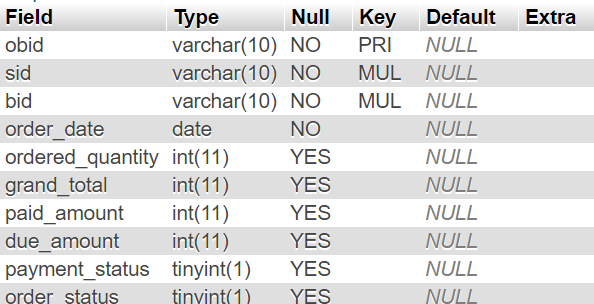 Field Type Null Key Default Extra
obid varchar(10) NO PRI NULL
sid varchar(10) NO MUL NULL
bid varchar(10) NO MUL NULL
order_date date NO NULL
ordered_quantity int(11) YES NULL
grand_total int(11) YES NULL
paid_amount int(11) YES NULL
due_amount int(11) YES NULL
payment_status tinyint(1) YES NULL
order_status tinyint(1) YES NULL